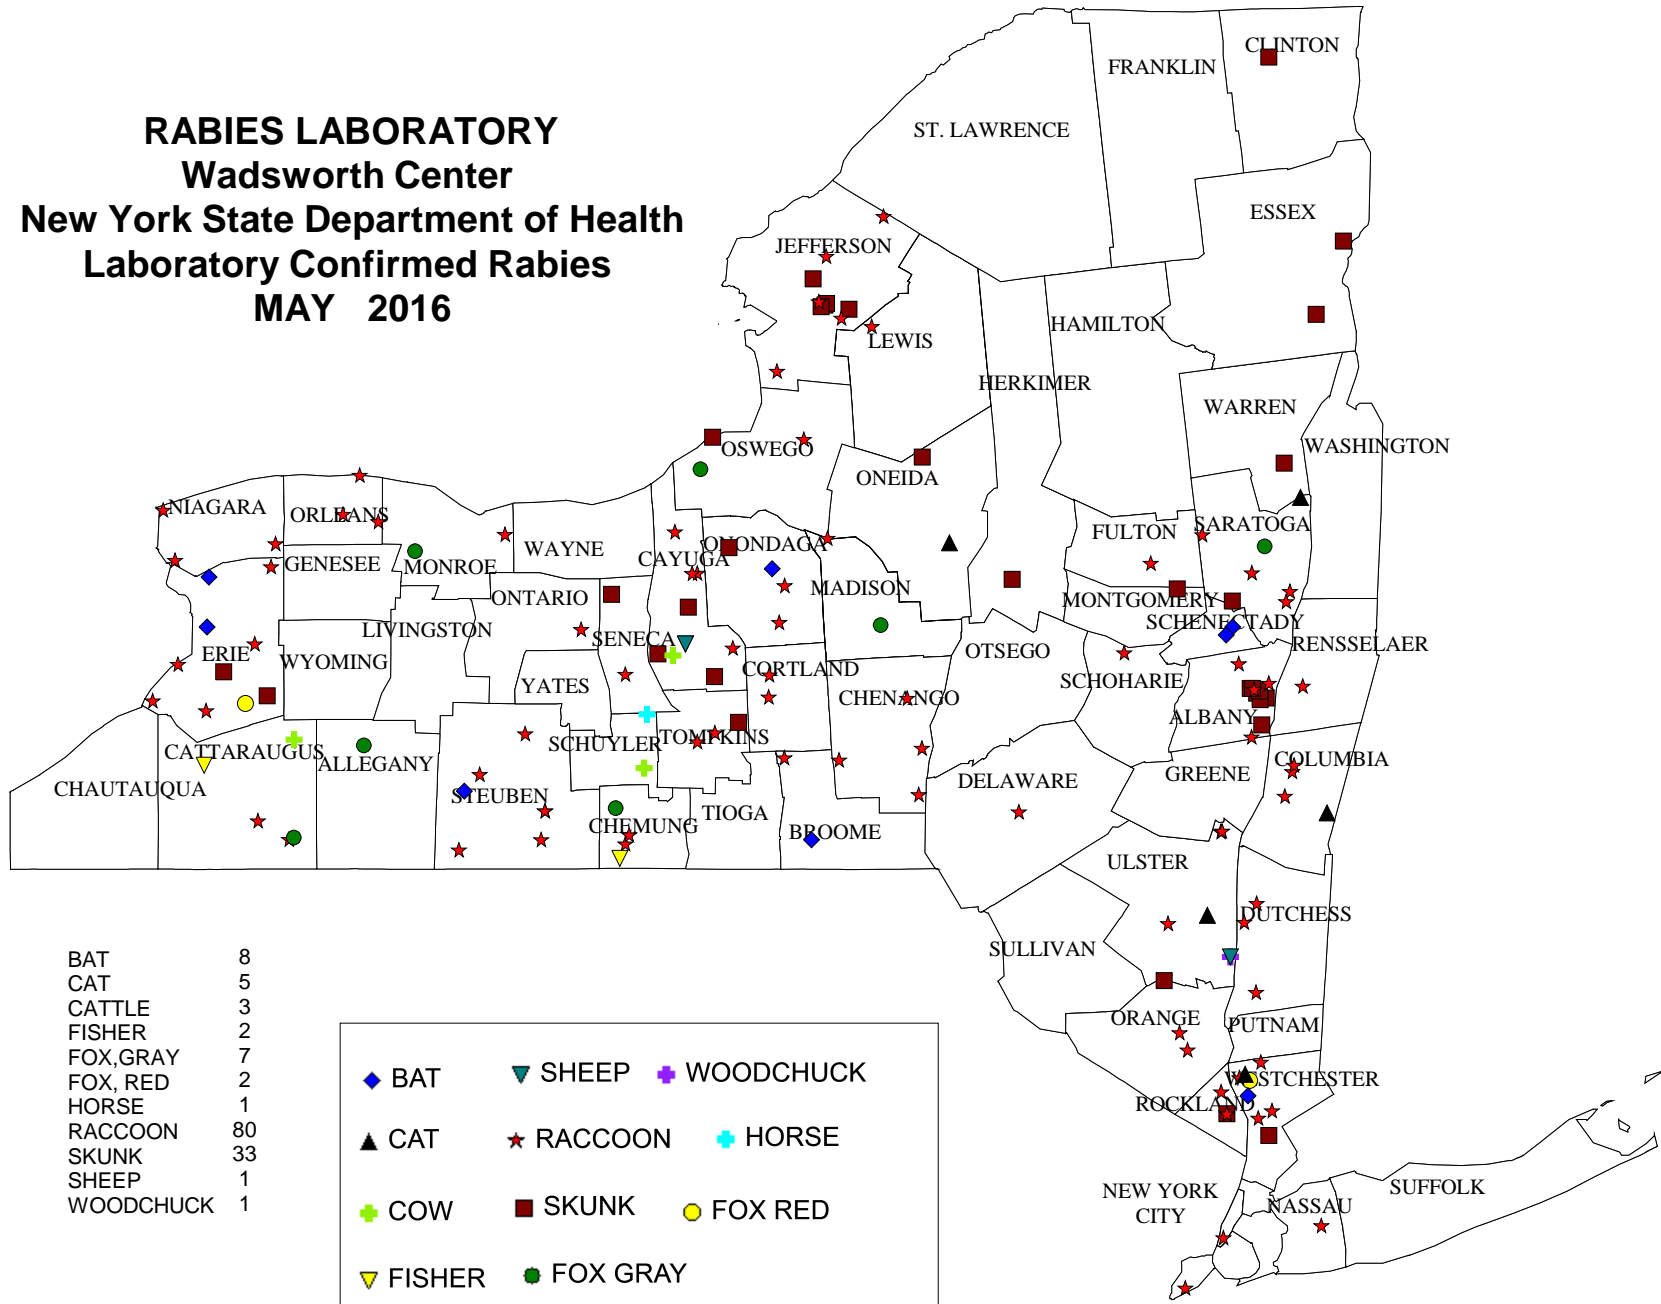 RABIES LABORATORY
Wadsworth Center
New York State Department of Health
Laboratory Confirmed Rabies
MAY 2016
CLINTON
FRANKLIN
ST. LAWRENCE
ESSEX
JEFFERSON
HAMILTON
LEWIS
HERKIMER
WARREN
WASHINGTON
OSWEGO
ONEIDA
NIAGARA
ORLEANS
SARATOGA
FULTON
WAYNE
ONONDAGA
CAYUGA
GENESEE
MONROE
MADISON
ONTARIO
MONTGOMERY
SCHENECTADY
LIVINGSTON
SENECA
RENSSELAER
OTSEGO
ERIE
WYOMING
CORTLAND
SCHOHARIE
YATES
CHENANGO
ALBANY
SCHUYLER
TOMPKINS
CATTARAUGUS
ALLEGANY
COLUMBIA
GREENE
DELAWARE
CHAUTAUQUA
STEUBEN
TIOGA
CHEMUNG
BROOME
ULSTER
DUTCHESS
SULLIVAN
ORANGE
PUTNAM
WESTCHESTER
ROCKLAND
NEW YORK
CITY
NASSAU
SUFFOLK
BAT 8
CAT 5
CATTLE 3
FISHER 2
FOX,GRAY 7
FOX, RED 2
HORSE 1
RACCOON 80
SKUNK 33
SHEEP 1
WOODCHUCK 1
BAT SHEEP WOODCHUCK
CAT RACCOON HORSE
COW SKUNK FOX RED
FISHER FOX GRAY